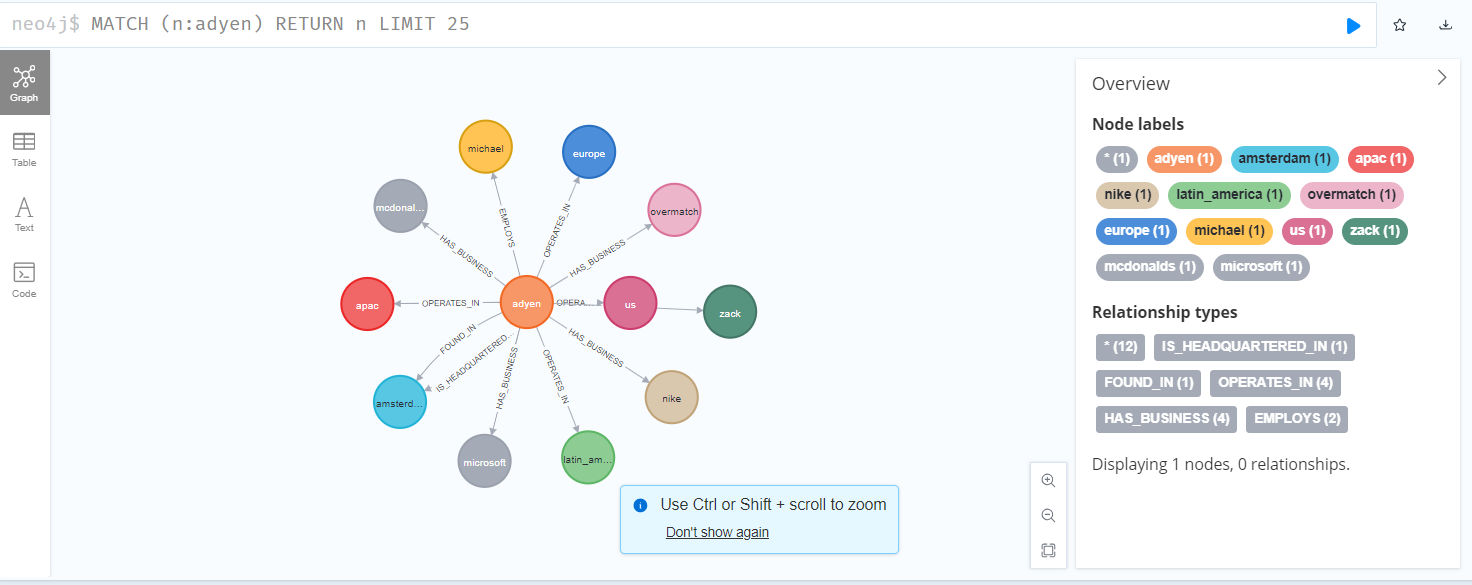 neo4j$ MATCH (n:adyen) RETURN n LIMIT 25
Graph
Table
Text
Code
michael
europe
mcdonal...
overmatch
EMPLOYS
OPERATES_IN
HAS_BUSINESS
HAS_BUSINESS
apac
OPERATES_IN
adyen
OPERA...
us
zack
FOUND_IN
IS_HEADQUARTERED...
HAS_BUSINESS
OPERATES_IN
HAS_BUSINESS
amsterd...
nike
microsoft
latin_am...
Use Ctrl or Shift + scroll to zoom
Don't show again
Overview
Node labels
* (1) adyen (1) amsterdam (1) apac (1)
nike (1) latin_america (1) overmatch (1)
europe (1) michael (1) us (1) zack (1)
mcdonalds (1) microsoft (1)
Relationship types
* (12) IS_HEADQUARTERED_IN (1)
FOUND_IN (1) OPERATES_IN (4)
HAS_BUSINESS (4) EMPLOYS (2)
Displaying 1 nodes, 0 relationships.